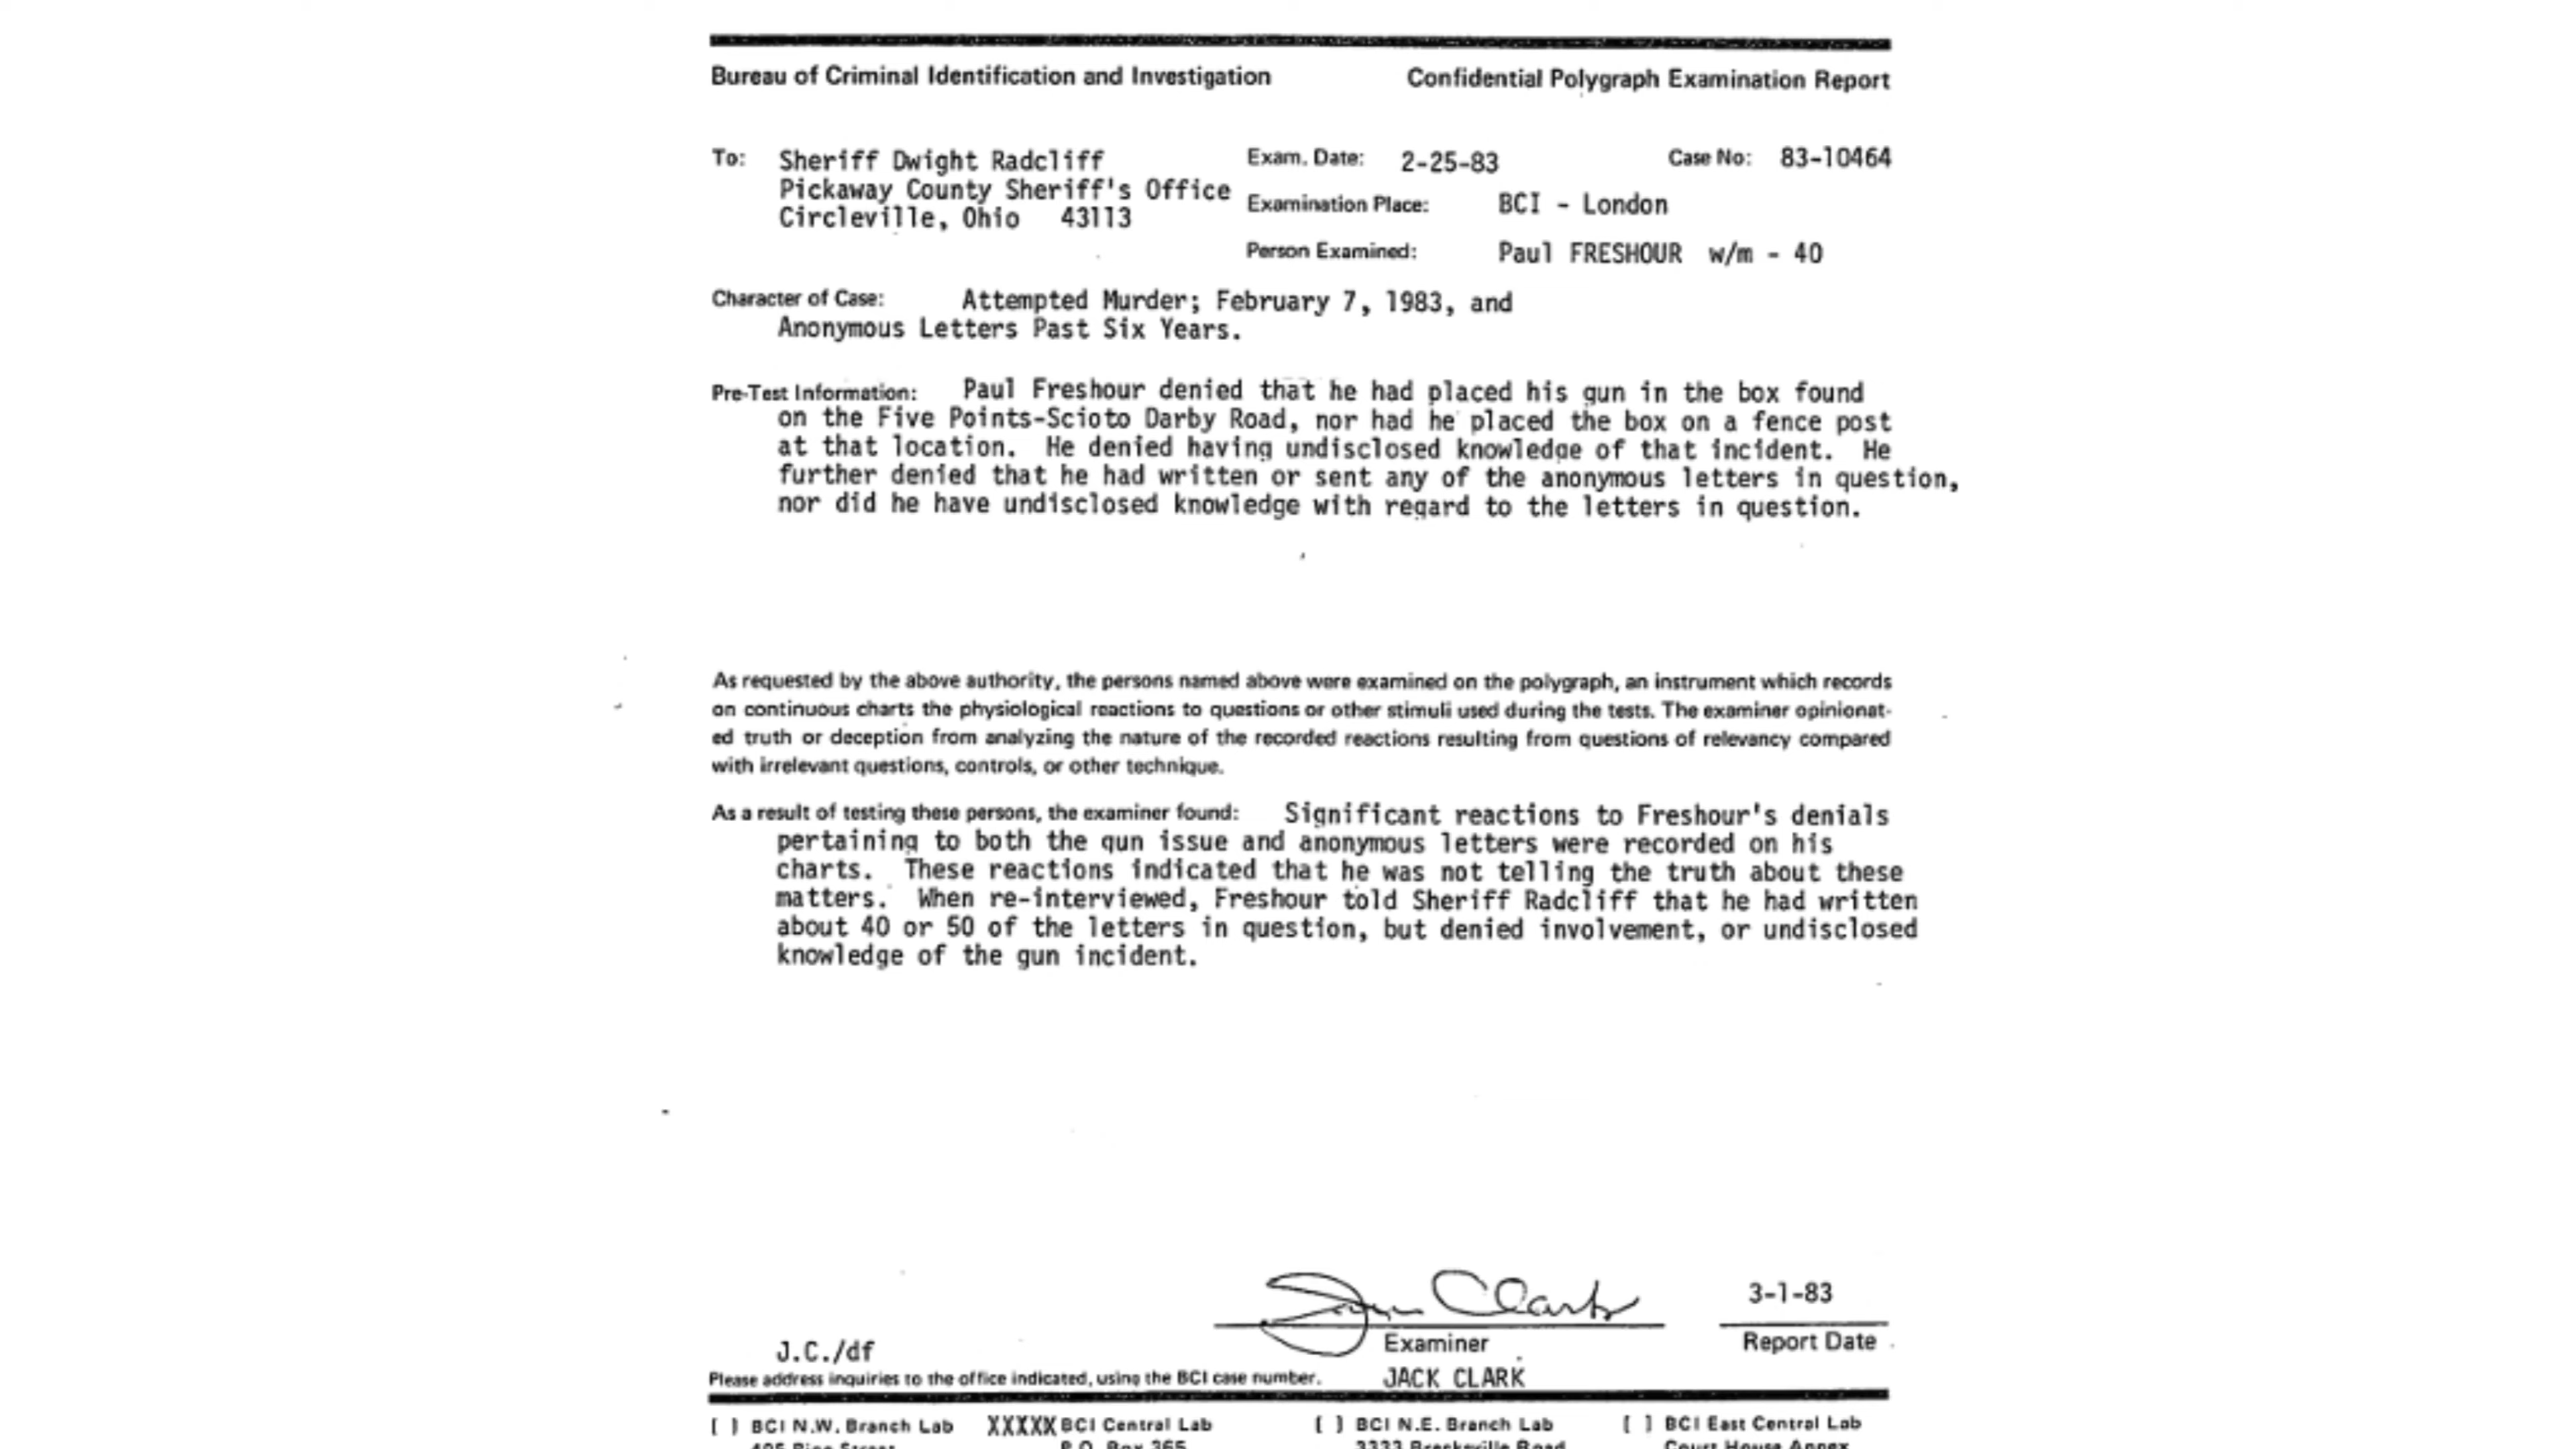 Bureau of Criminal Identification and Investigation Confidential Polygraph Examination Report
To: Sheriff Dwight Radcliff Exam. Date: 2-25-83 Case No: 83-10464
Pickaway County Sheriff's Office
Examination Place: BCI - London
Circleville, Ohio 43113
Person Examined: Paul FRESHOUR w/m - 40
Character of Case: Attempted Murder; February 7, 1983, and
Anonymous Letters Past Six Years.
Pre-Test Information: Paul Freshour denied that he had placed his gun in the box found
on the Five Points-Scioto Darby Road, nor had he placed the box on a fence post
at that location. He denied having undisclosed knowledge of that incident. He
further denied that he had written or sent any of the anonymous letters in question,
nor did he have undisclosed knowledge with regard to the letters in question.
As requested by the above authority, the persons named above were examined on the polygraph, an instrument which records
on continuous charts the physiological reactions to questions or other stimuli used during the tests. The examiner opinionat-
ed truth or deception from analyzing the nature of the recorded reactions resulting from questions of relevancy compared
with irrelevant questions, controls, or other technique.
As a result of testing these persons, the examiner found: Significant reactions to Freshour's denials
pertaining to both the gun issue and anonymous letters were recorded on his
charts. These reactions indicated that he was not telling the truth about these
matters. When re-interviewed, Freshour told Sheriff Radcliff that he had written
about 40 or 50 of the letters in question, but denied involvement, or undisclosed
knowledge of the gun incident.
Clark 3-1-83
J.C./df Examiner Report Date
Please address inquiries to the office indicated, using the BCI case number. JACK CLARK
[ ] BCI N.W. Branch Lab XXXXX BCI Central Lab [ ] BCI N.E. Branch Lab [ ] BCI East Central Lab
P.O. Box 365